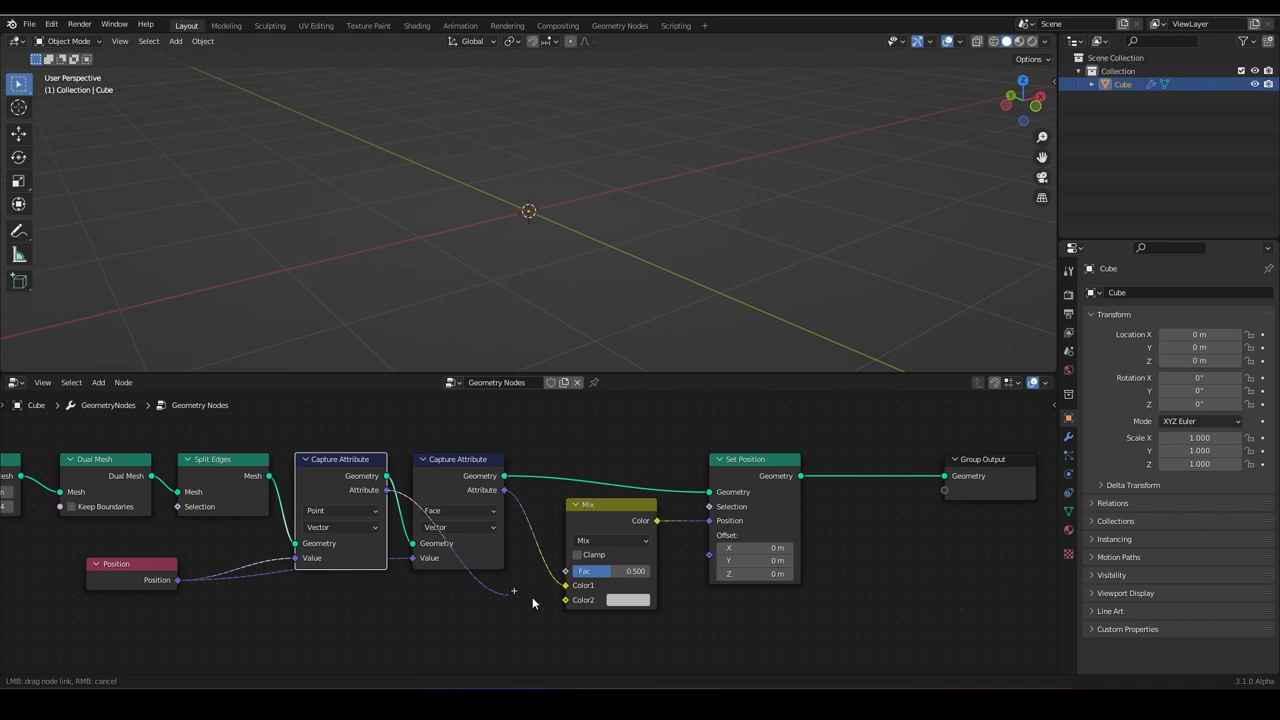 File Edit Render Window Help Layout Modeling Sculpting UV Editing Texture Paint Shading Animation Rendering Compositing Geometry Nodes Scripting + Scene ViewLayer
Object Mode View Select Add Object Global
Options
User Perspective
(1) Collection | Cube
Z
Y
X
Scene Collection
Collection
Cube
View Select Add Node Geometry Nodes
Cube > GeometryNodes > Geometry Nodes
Dual Mesh
Dual Mesh
Mesh
Keep Boundaries
Split Edges
Mesh
Mesh
Selection
Position
Position
Capture Attribute
Geometry
Attribute
Point
Vector
Geometry
Value
Capture Attribute
Geometry
Attribute
Face
Vector
Geometry
Value
Mix
Color
Mix
Clamp
Fac 0.500
Color1
Color2
Set Position
Geometry
Geometry
Selection
Position
Offset:
X 0 m
Y 0 m
Z 0 m
Group Output
Geometry
Cube
Cube
Transform
Location X 0 m
Y 0 m
Z 0 m
Rotation X 0°
Y 0°
Z 0°
Mode XYZ Euler
Scale X 1.000
Y 1.000
Z 1.000
Delta Transform
Relations
Collections
Instancing
Motion Paths
Visibility
Viewport Display
Line Art
Custom Properties
LMB: drag node link, RMB: cancel
3.1.0 Alpha